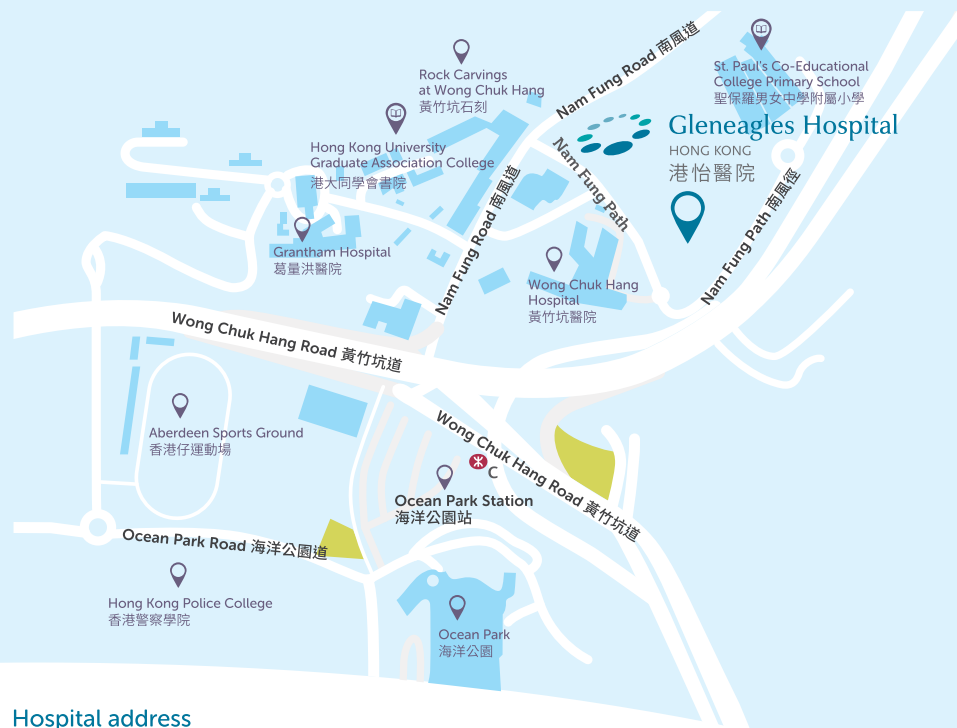 Nam Fung Road 南風道
St. Paul's Co-Educational
College Primary School
聖保羅男女中學附屬小學
Rock Carvings
at Wong Chuk Hang
黃竹坑石刻
Gleneagles Hospital
HONG KONG
港怡醫院
Hong Kong University
Graduate Association College
港大同學會書院
Nam Fung Path
Nam Fung Road 南風道
Nam Fung Path 南風徑
Grantham Hospital
葛量洪醫院
Wong Chuk Hang
Hospital
黃竹坑醫院
Wong Chuk Hang Road 黃竹坑道
Aberdeen Sports Ground
香港仔運動場
Wong Chuk Hang Road 黃竹坑道
C
Ocean Park Station
海洋公園站
Ocean Park Road 海洋公園道
Hong Kong Police College
香港警察學院
Ocean Park
海洋公園
Hospital address